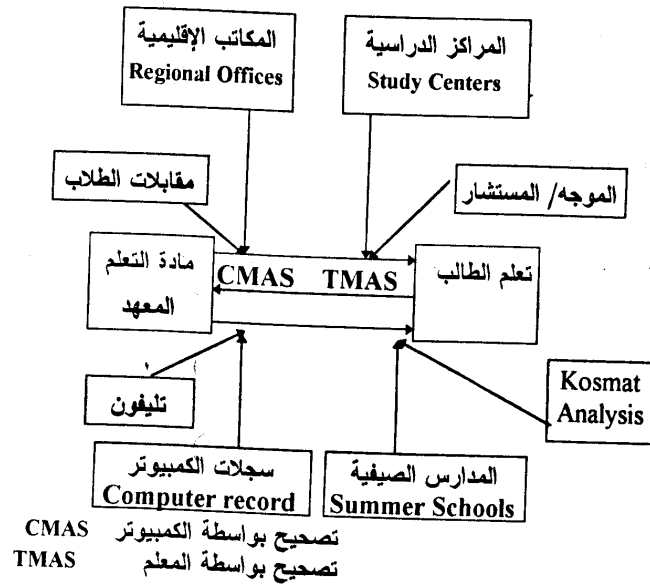 المكاتب الإقليمية
Regional Offices
المراكز الدراسية
Study Centers
مقابلات الطلاب
الموجه/ المستشار
مادة التعلم
المعهد
CMAS TMAS
تعلم الطالب
تليفون
Kosmat
Analysis
سجلات الكمبيوتر
Computer record
المدارس الصيفية
Summer Schools
تصحيح بواسطة الكمبيوتر CMAS
تصحيح بواسطة المعلم TMAS